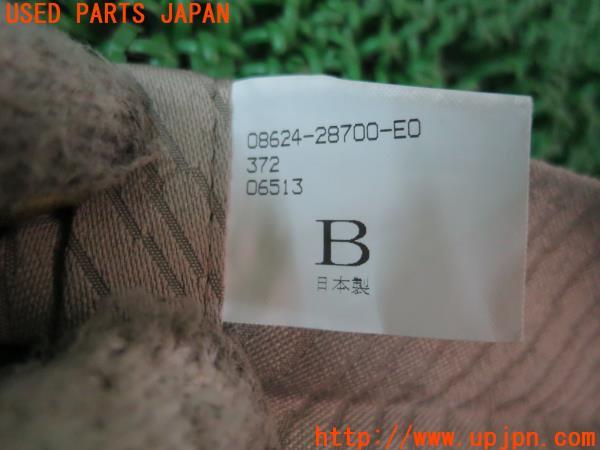 USED PARTS JAPAN
08624-28700-E0
372
06513
B
日本製
http://www.upjpn.com